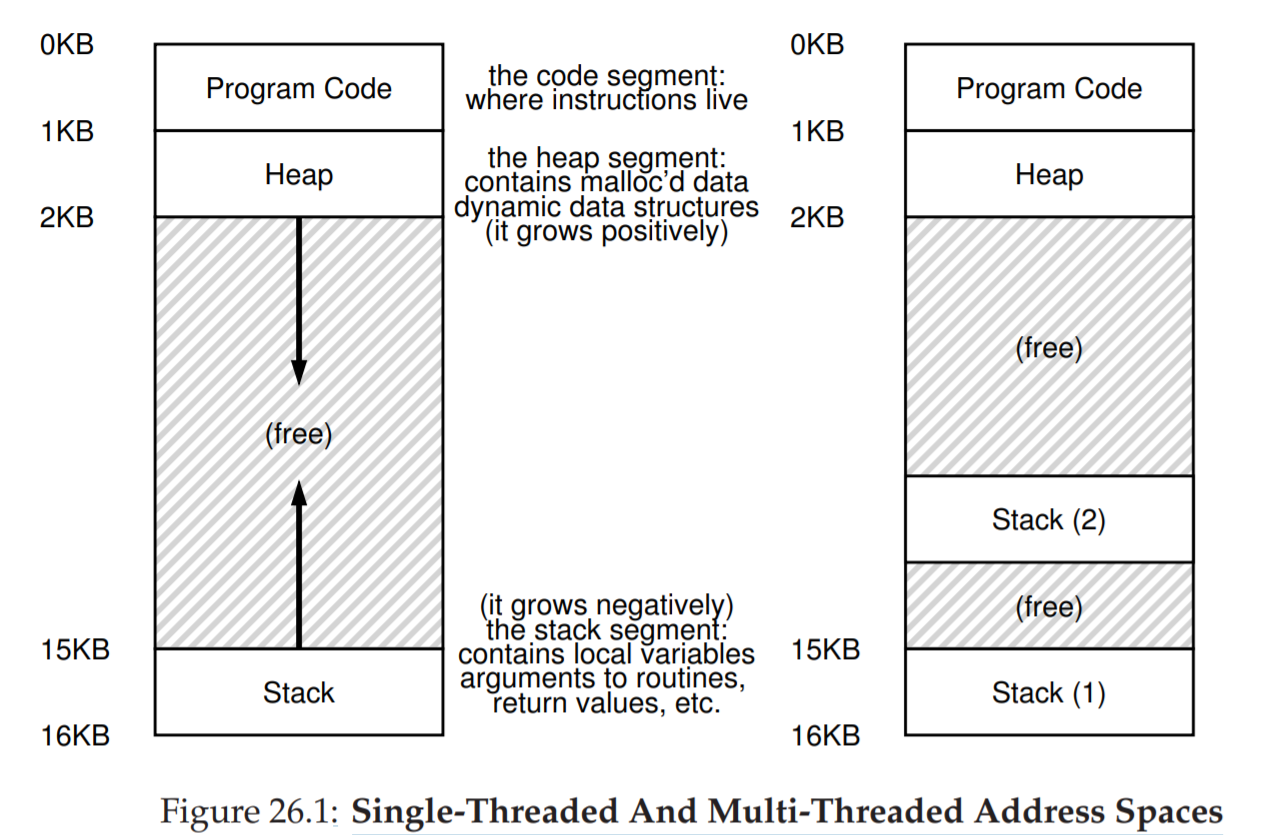 0KB
Program Code
1KB
Heap
2KB
(free)
15KB
Stack
16KB
the code segment:
where instructions live
the heap segment:
contains malloc’d data
dynamic data structures
(it grows positively)
(it grows negatively)
the stack segment:
contains local variables
arguments to routines,
return values, etc.
0KB
Program Code
1KB
Heap
2KB
(free)
Stack (2)
(free)
15KB
Stack (1)
16KB
Figure 26.1: Single-Threaded And Multi-Threaded Address Spaces